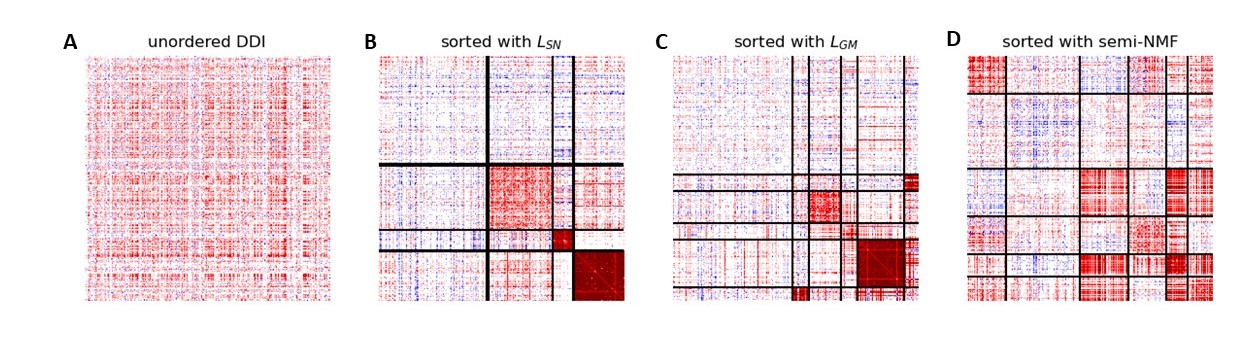 A
unordered DDI
B
sorted with L_SN
C
sorted with L_GM
D
sorted with semi-NMF